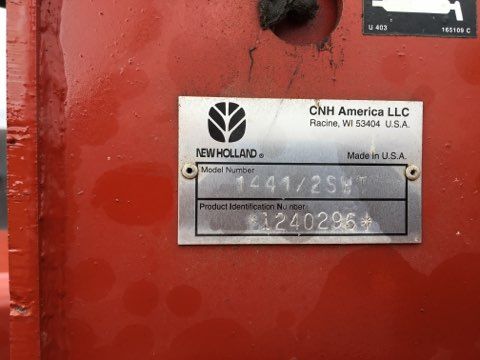 U 403 165109 C
CNH America LLC
Racine, WI 53404 U.S.A.
NEW HOLLAND®
Made in U.S.A.
Model Number
1441/2SWT
Product Identification Number
*1240296*